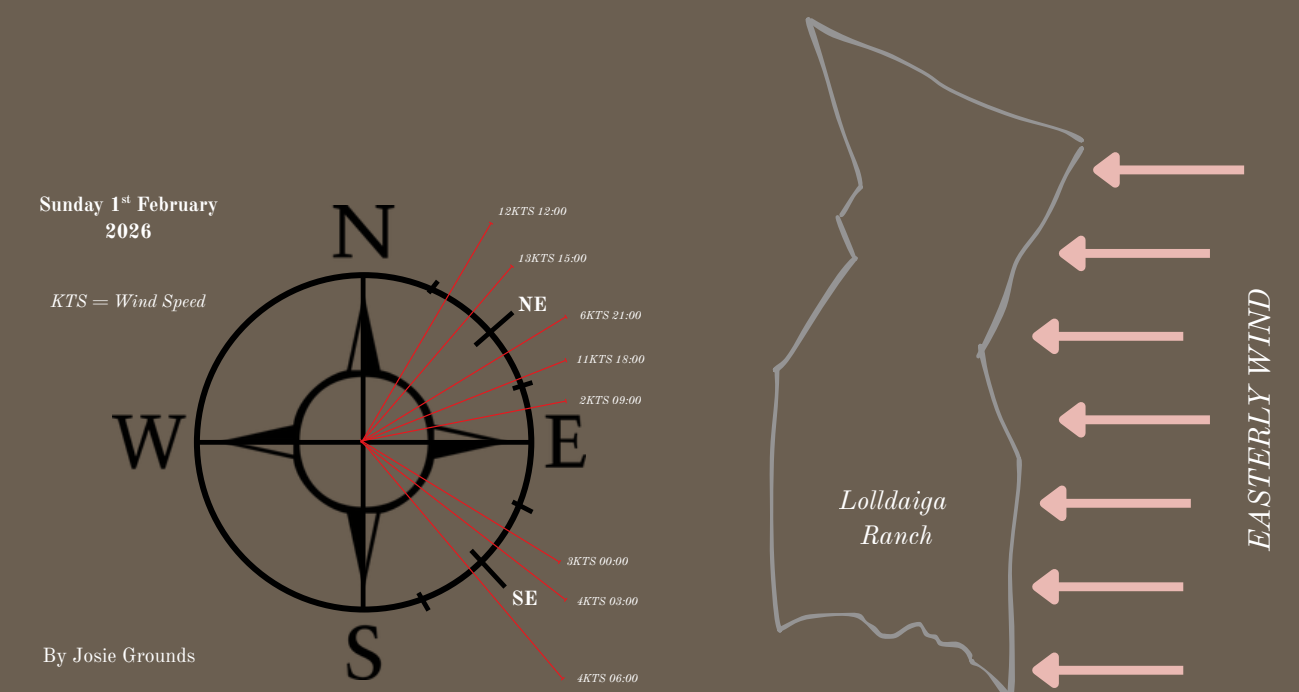 Sunday 1st February
2026
KTS = Wind Speed
N
12KTS 12:00
13KTS 15:00
NE
6KTS 21:00
11KTS 18:00
2KTS 09:00
W
E
3KTS 00:00
SE
4KTS 03:00
S
4KTS 06:00
By Josie Grounds
Lolldaiga
Ranch
EASTERLY WIND